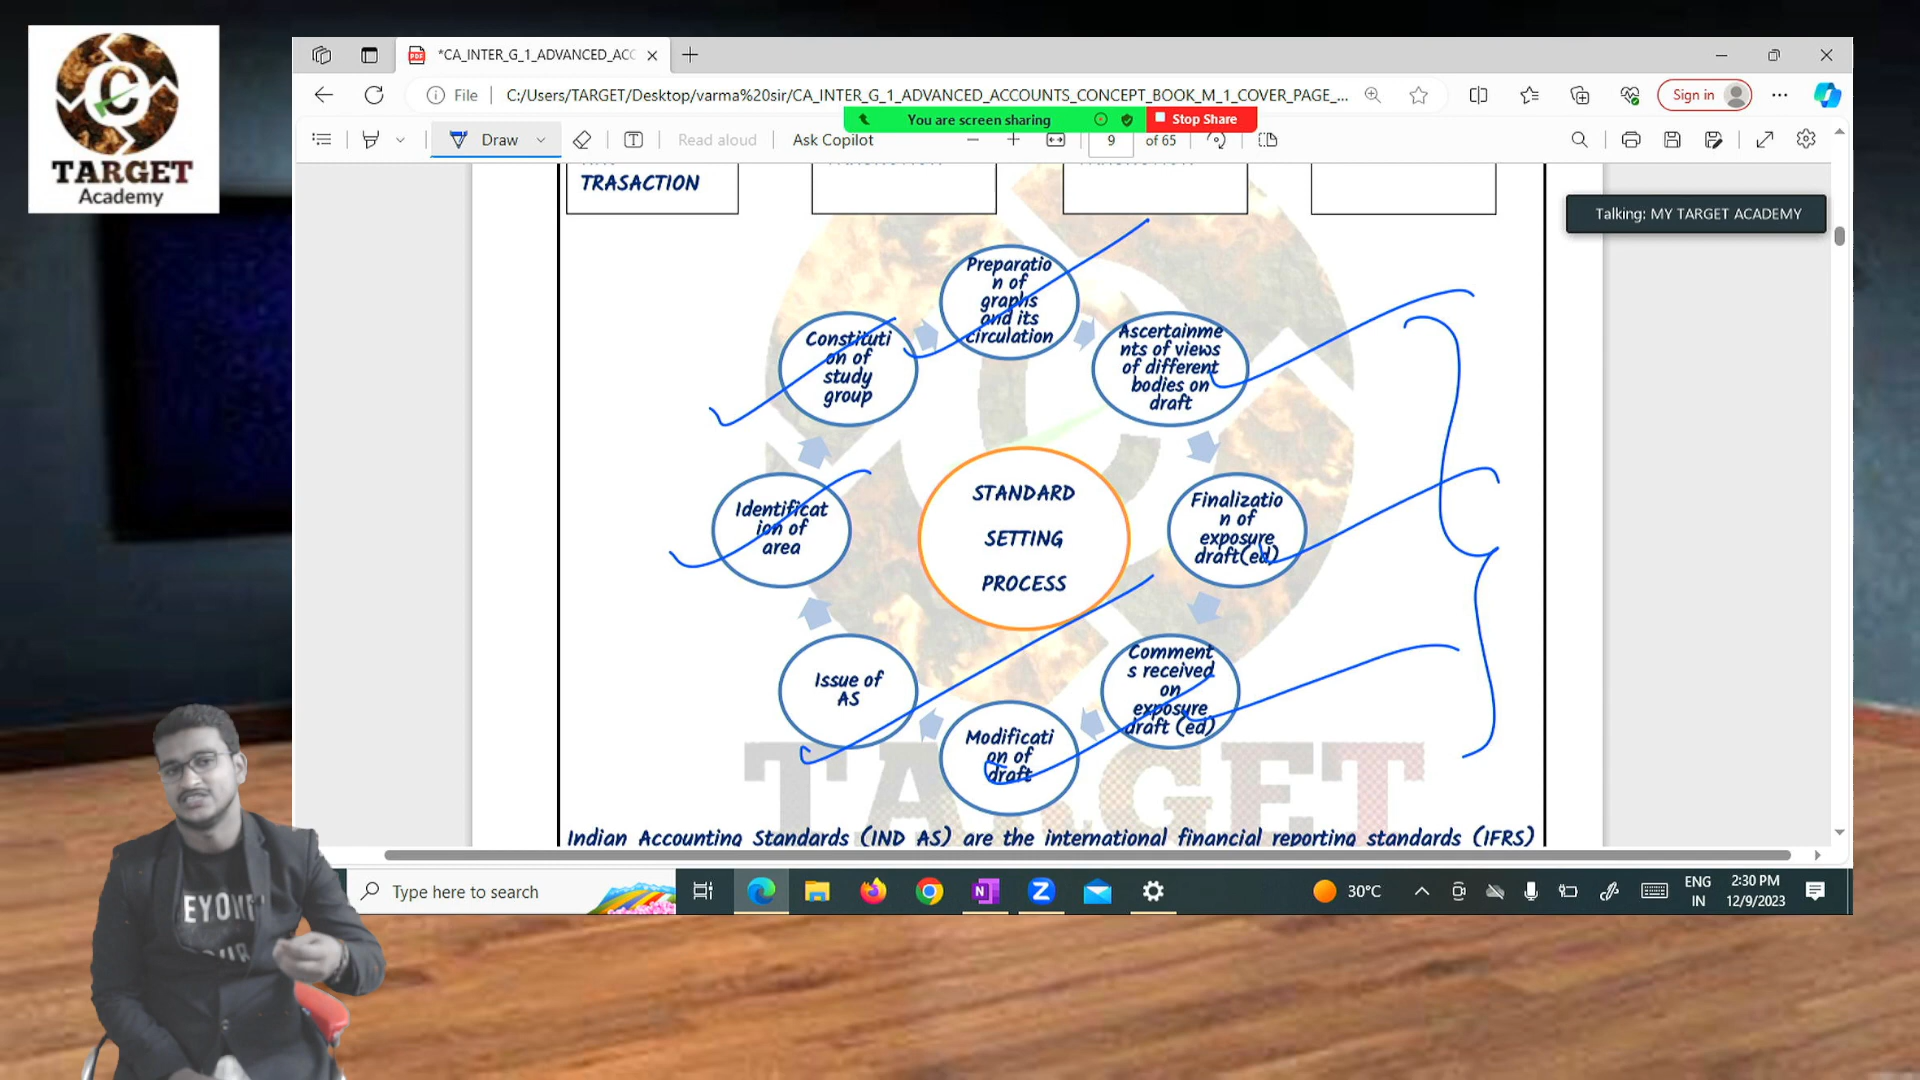 TARGET
Academy
*CA_INTER_G_1_ADVANCED_ACC
File
C:/Users/TARGET/Desktop/varma%20sir/CA_INTER_G_1_ADVANCED_ACCOUNTS_CONCEPT_BOOK_M_1_COVER_PAGE_...
Sign in
You are screen sharing
Stop Share
Draw
Read aloud
Ask Copilot
9
of 65
Talking: MY TARGET ACADEMY
TRASACTION
Preparatio
n of
graphs
and its
circulation
Constituti
on of
study
group
Ascertainme
nts of views
of different
bodies on
draft
Identificat
ion of
area
STANDARD
SETTING
PROCESS
Finalizatio
n of
exposure
draft(ed)
Issue of
AS
Comment
s received
on
exposure
draft (ed)
Modificati
on of
draft
TARGET
Indian Accounting Standards (IND AS) are the international financial reporting standards (IFRS)
EYON
Type here to search
30°C
ENG
IN
2:30 PM
12/9/2023